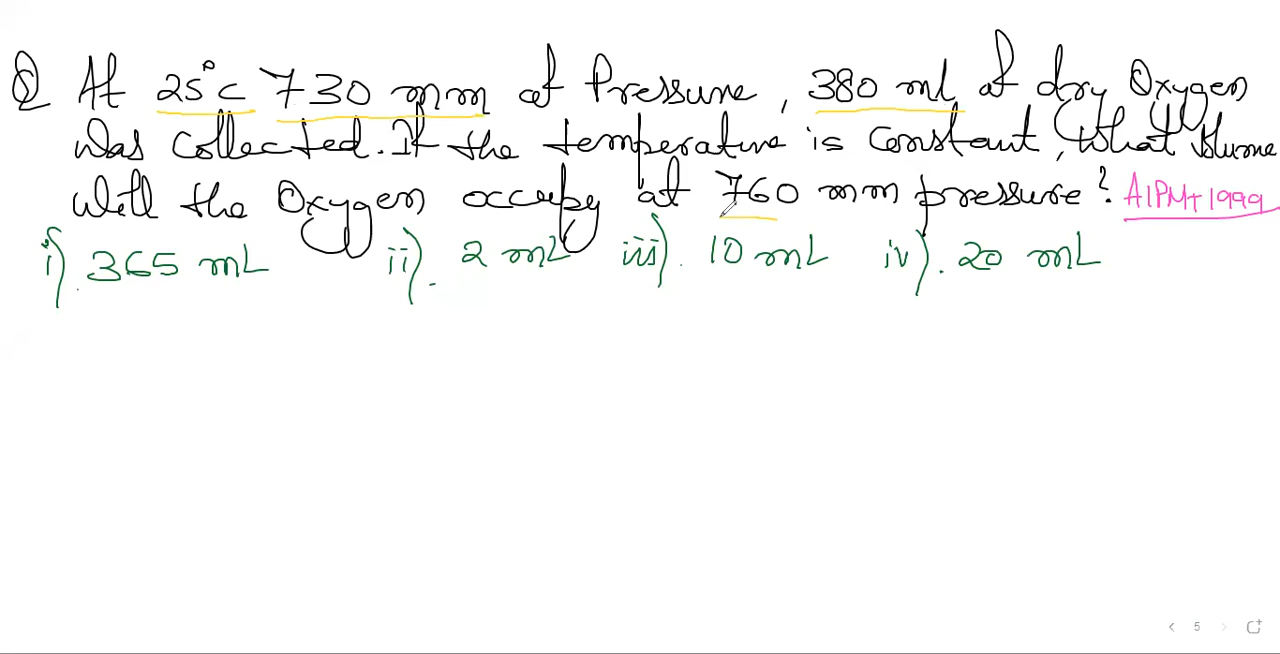 Q At 25°C 730 mm of Pressure, 380 mL of dry Oxygen
was collected. If the temperature is constant, What
will the Oxygen occupy at 760 mm pressure? AIPMT 1999
i). 365 mL ii). 2 mL iii). 10 mL iv). 20 mL
5